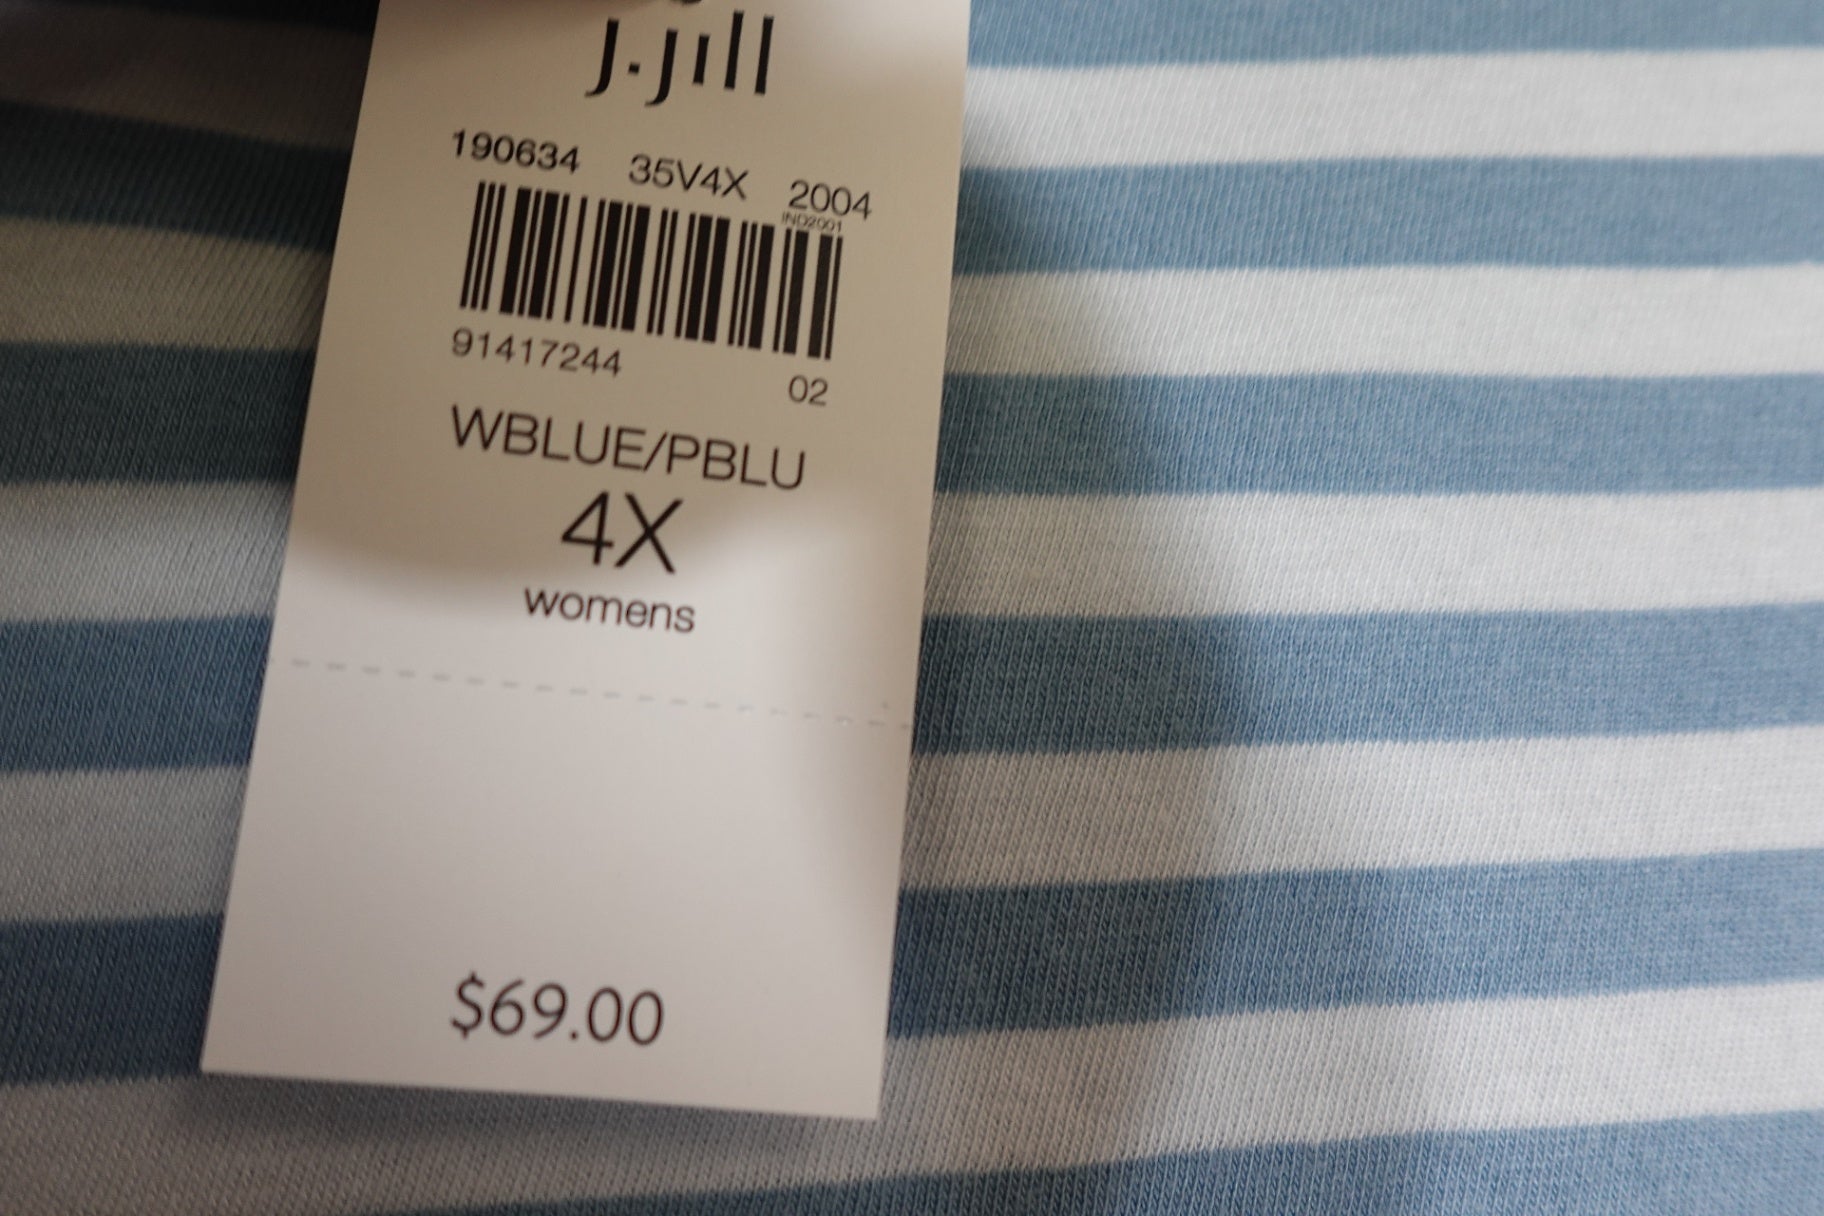 J.Jill
190634 35V4X 2004
IND2001
91417244 02
WBLUE/PBLU
4X
womens
$69.00